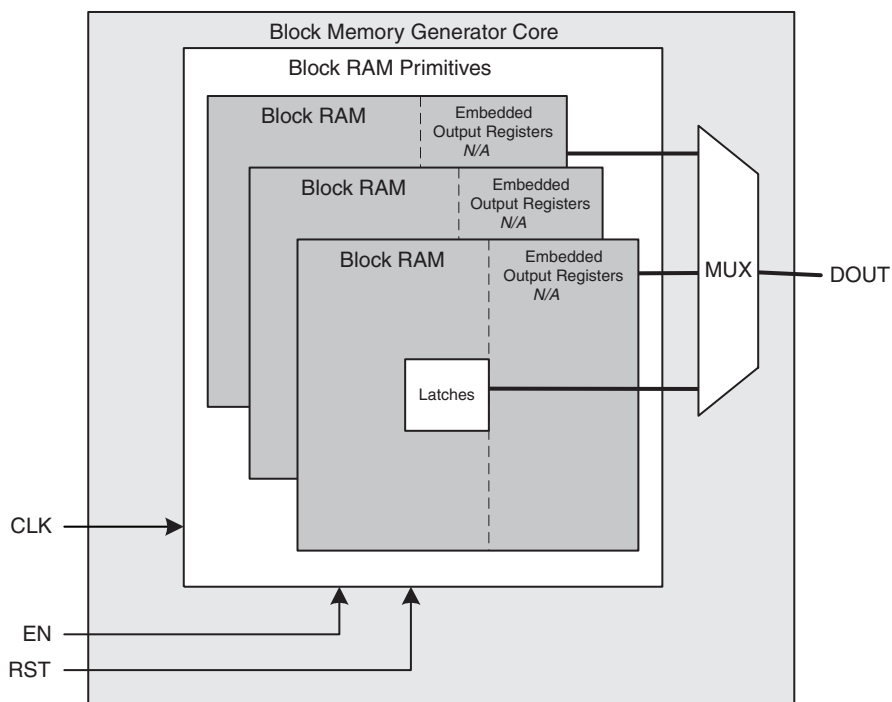 Block Memory Generator Core
Block RAM Primitives
Block RAM
Embedded
Output Registers
N/A
Block RAM
Embedded
Output Registers
N/A
Block RAM
Embedded
Output Registers
N/A
MUX
DOUT
Latches
CLK
EN
RST